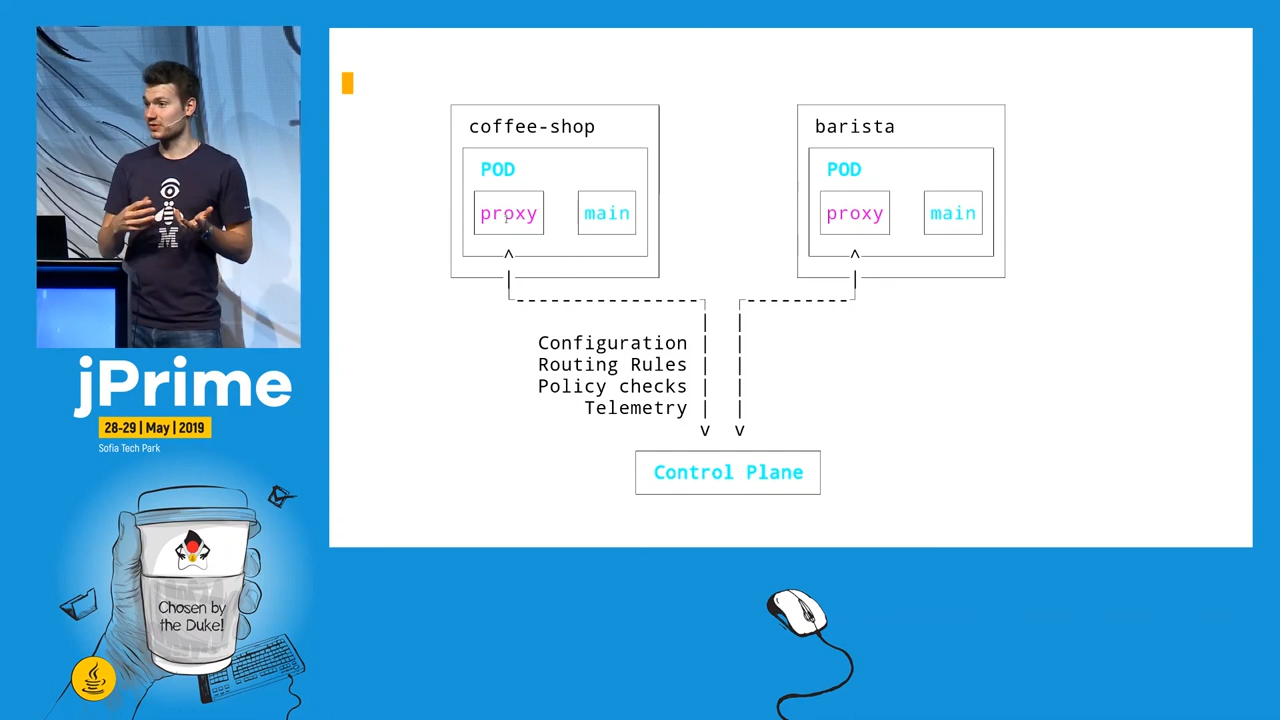 coffee-shop
POD
proxy
main
barista
POD
proxy
main
Configuration
Routing Rules
Policy checks
Telemetry
Control Plane
M
jPrime
28-29 | May | 2019
Sofia Tech Park
Chosen by
the Duke!